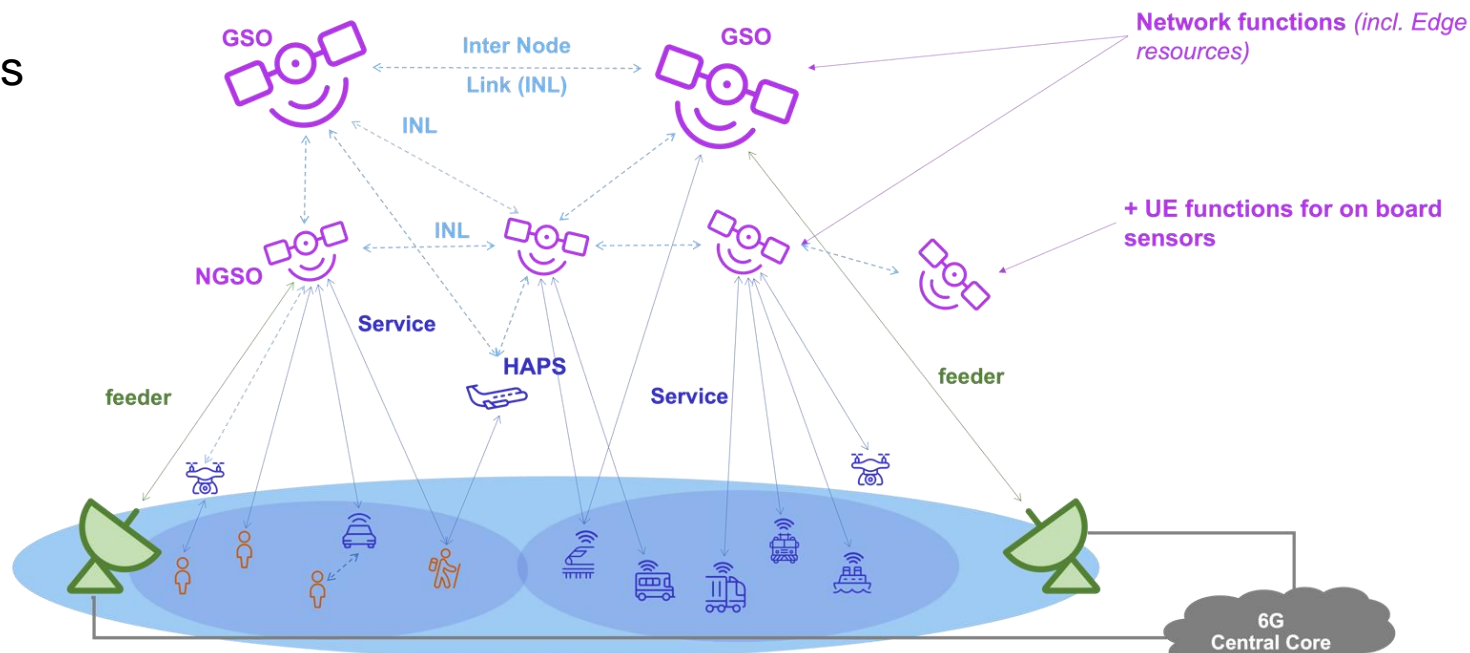 s
GSO
Inter Node
Link (INL)
GSO
Network functions (incl. Edge
resources)
INL
+ UE functions for on board
sensors
INL
NGSO
Service
HAPS
Service
feeder
feeder
6G
Central Core